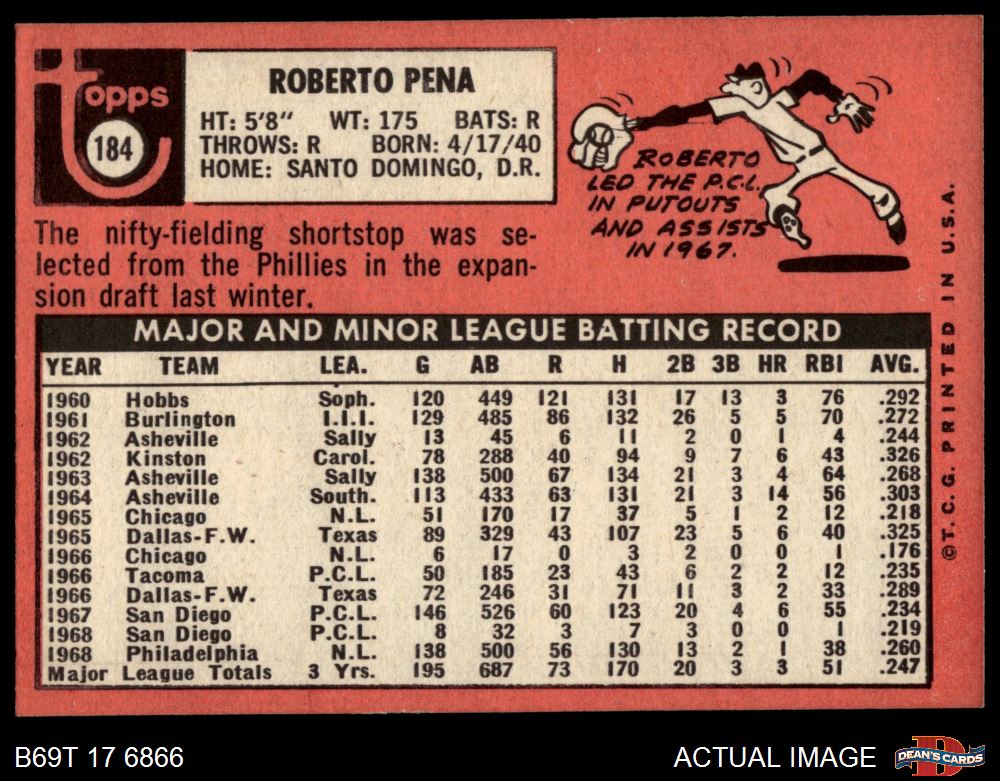 Topps
184
ROBERTO PENA
HT: 5'8" WT: 175 BATS: R
THROWS: R BORN: 4/17/40
HOME: SANTO DOMINGO, D.R.
ROBERTO
LED THE P.C.L.
IN PUTOUTS
AND ASSISTS
IN 1967.
The nifty-fielding shortstop was se-
lected from the Phillies in the expan-
sion draft last winter.
MAJOR AND MINOR LEAGUE BATTING RECORD
YEAR TEAM LEA. G AB R H 2B 3B HR RBI AVG.
1960 Hobbs Soph. 120 449 121 131 17 13 3 76 .292
1961 Burlington I.I.I. 129 485 86 132 26 5 5 70 .272
1962 Asheville Sally 13 45 6 11 2 0 1 4 .244
1962 Kinston Carol. 78 288 40 94 9 7 6 43 .326
1963 Asheville Sally 138 500 67 134 21 3 4 64 .268
1964 Asheville South. 113 433 63 131 21 3 14 56 .303
1965 Chicago N.L. 51 170 17 37 5 1 2 12 .218
1965 Dallas-F.W. Texas 89 329 43 107 23 5 6 40 .325
1966 Chicago N.L. 6 17 0 3 2 0 0 1 .176
1966 Tacoma P.C.L. 50 185 23 43 6 2 2 12 .235
1966 Dallas-F.W. Texas 72 246 31 71 11 3 2 33 .289
1967 San Diego P.C.L. 146 526 60 123 20 4 6 55 .234
1968 San Diego P.C.L. 8 32 3 7 3 0 0 1 .219
1968 Philadelphia N.L. 138 500 56 130 13 2 1 38 .260
Major League Totals 3 Yrs. 195 687 73 170 20 3 3 51 .247
©T.C.G. PRINTED IN U.S.A.
B69T 17 6866
ACTUAL IMAGE
DEAN'S CARDS